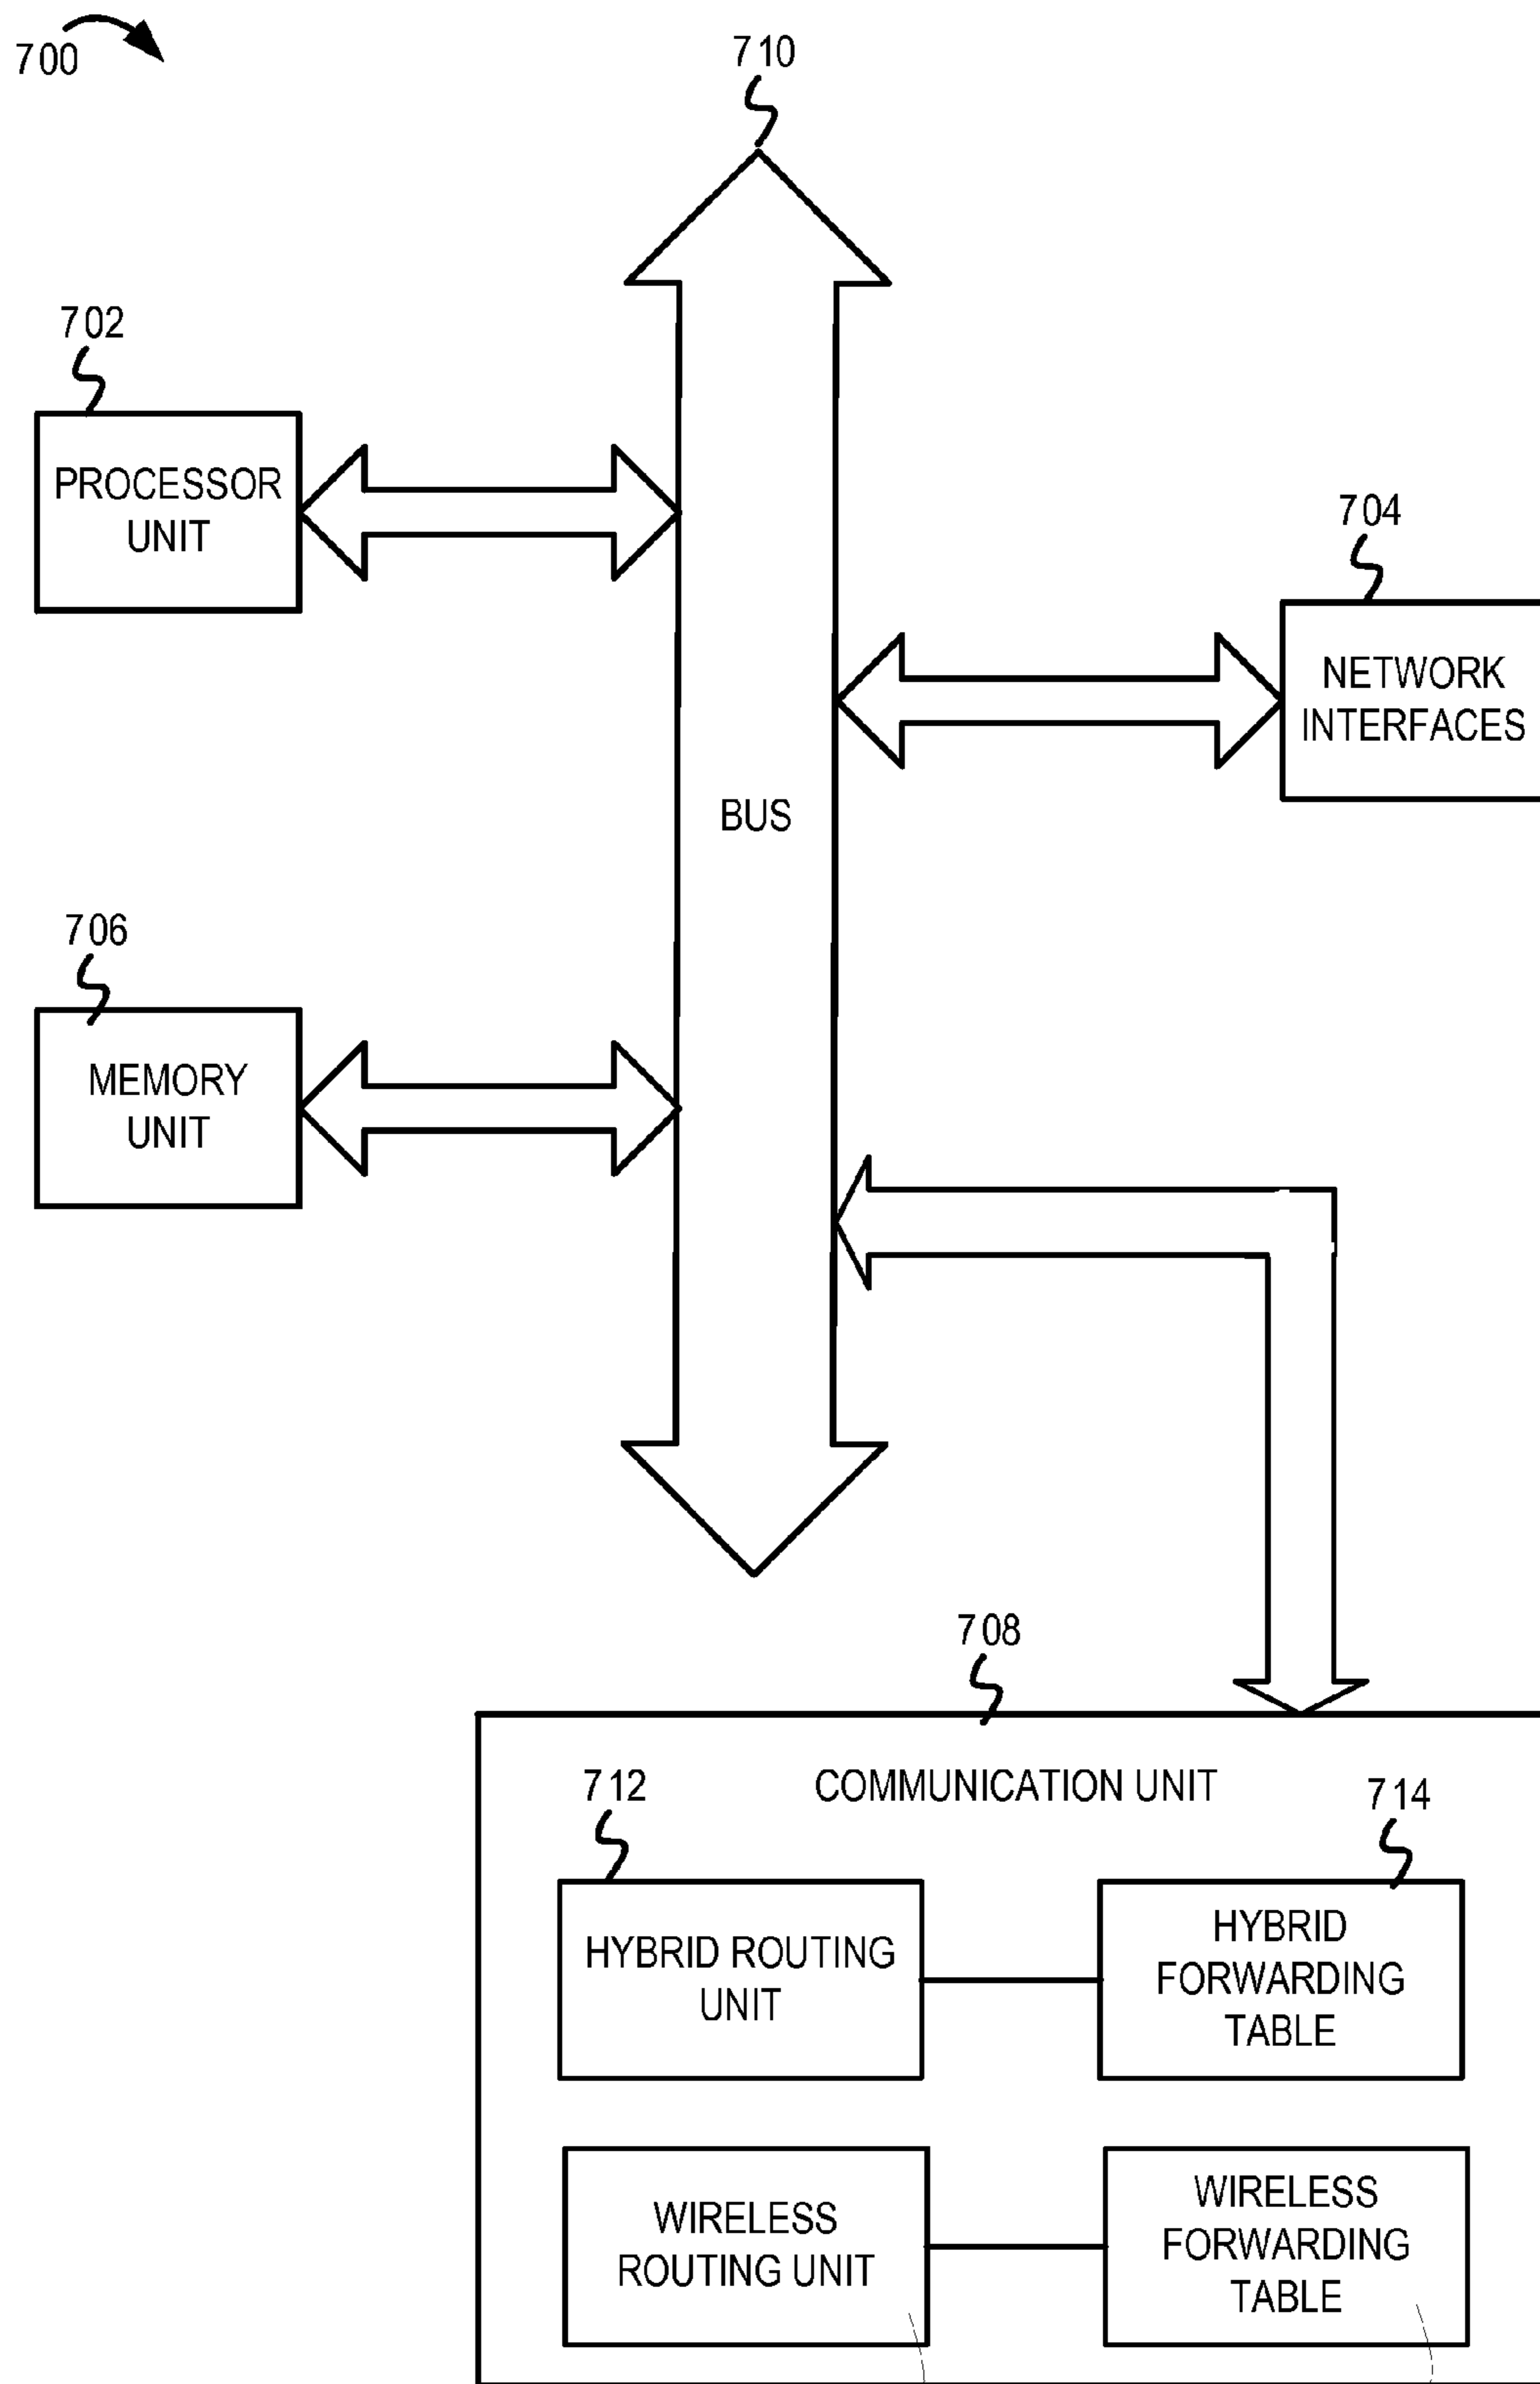 700
710
702
PROCESSOR
UNIT
704
NETWORK
INTERFACES
BUS
706
MEMORY
UNIT
708
COMMUNICATION UNIT
712
714
HYBRID ROUTING
UNIT
HYBRID
FORWARDING
TABLE
WIRELESS
ROUTING UNIT
WIRELESS
FORWARDING
TABLE